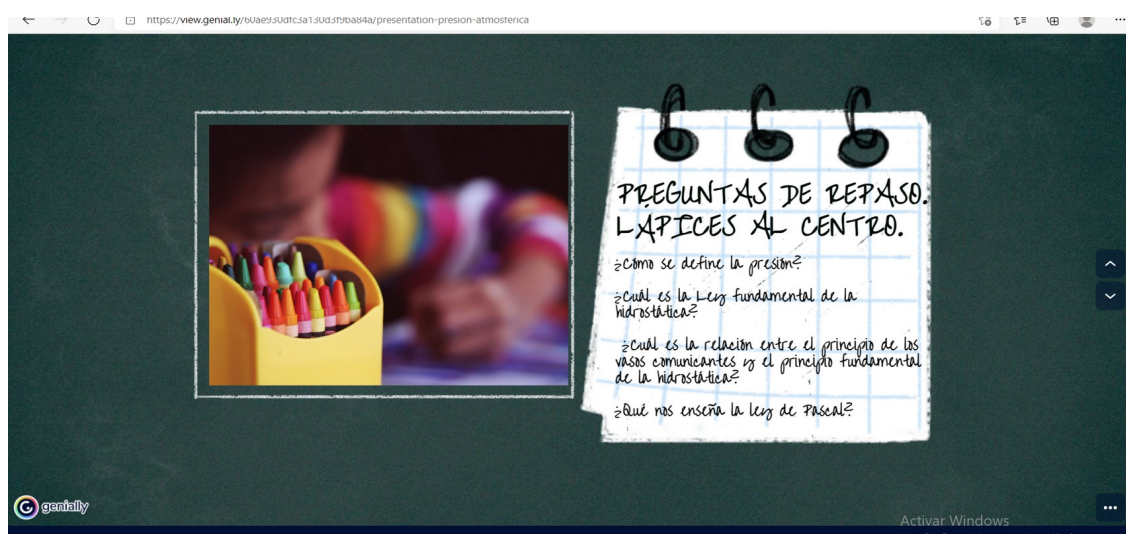 https://view.genial.ly/60ae930dfc3a130d3f9ba84a/presentation-presion-atmosferica
PREGUNTAS DE REPASO.
LAPICES AL CENTRO.
¿Cómo se define la presión?
¿Cuál es la Ley fundamental de la
hidrostática?
¿Cuál es la relación entre el principio de los
vasos comunicantes y el principio fundamental
de la hidrostática?
¿Qué nos enseña la ley de Pascal?
genially
Activar Windows